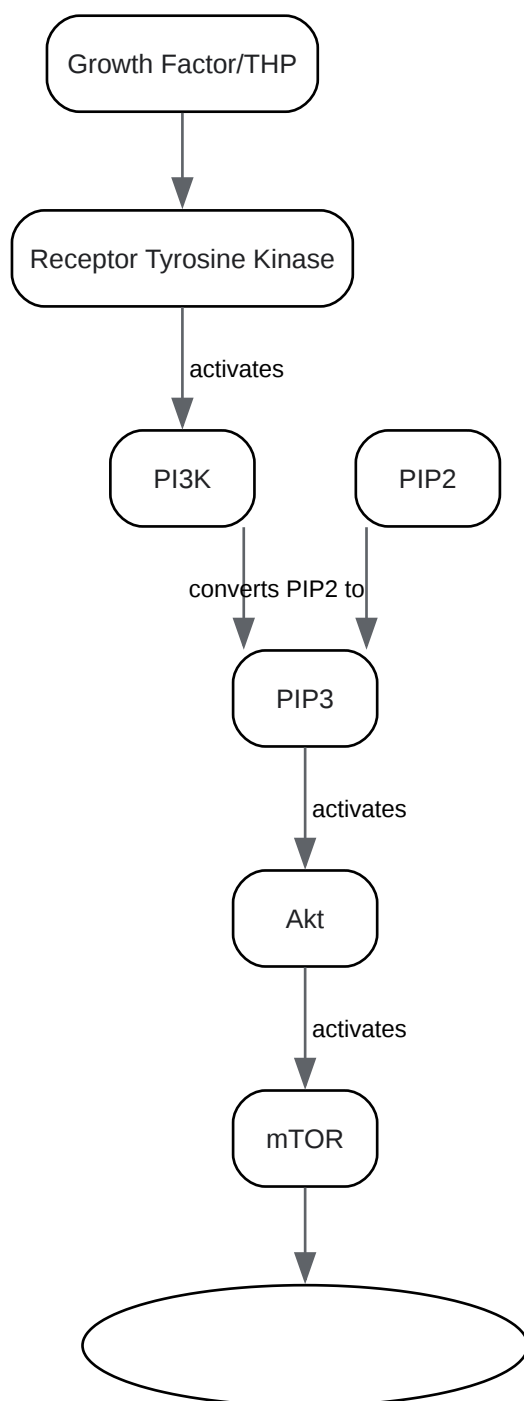 Growth Factor/THP
Receptor Tyrosine Kinase
activates
PI3K
PIP2
converts PIP2 to
PIP3
activates
Akt
activates
mTOR